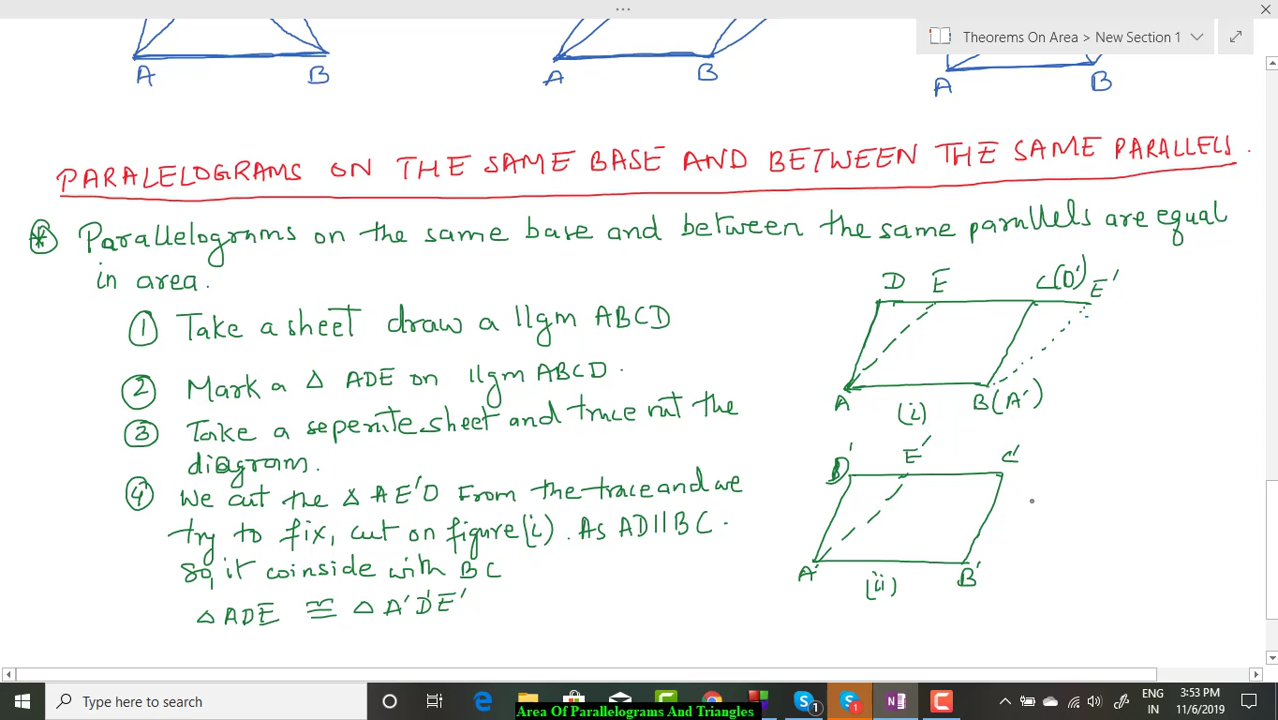 Theorems On Area > New Section 1
A B A B A B
PARALELOGRAMS ON THE SAME BASE AND BETWEEN THE SAME PARALLELS.
* Parallelograms on the same base and between the same parallels are equal
in area.
D E C(D') E'
① Take a sheet draw a llgm ABCD
② Mark a △ ADE on llgm ABCD.
A (i) B(A')
③ Take a seperite sheet and trace out the
diagram.
D' E' C'
④ We cut the △ AE'D From the trace and we
try to fix, cut on figure (i). As AD||BC.
So, it coinside with BC
A' (ii) B'
△ADE ≅ △A'D'E'
Type here to search
1
1
ENG
IN
3:53 PM
11/6/2019
Area Of Parallelograms And Triangles